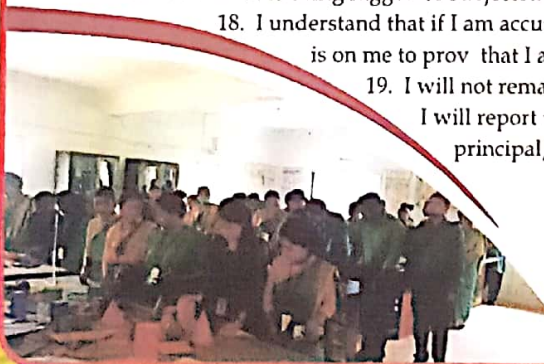 18. I understand that if I am accu
is on me to prov that I a
19. I will not rema
I will report
principal,